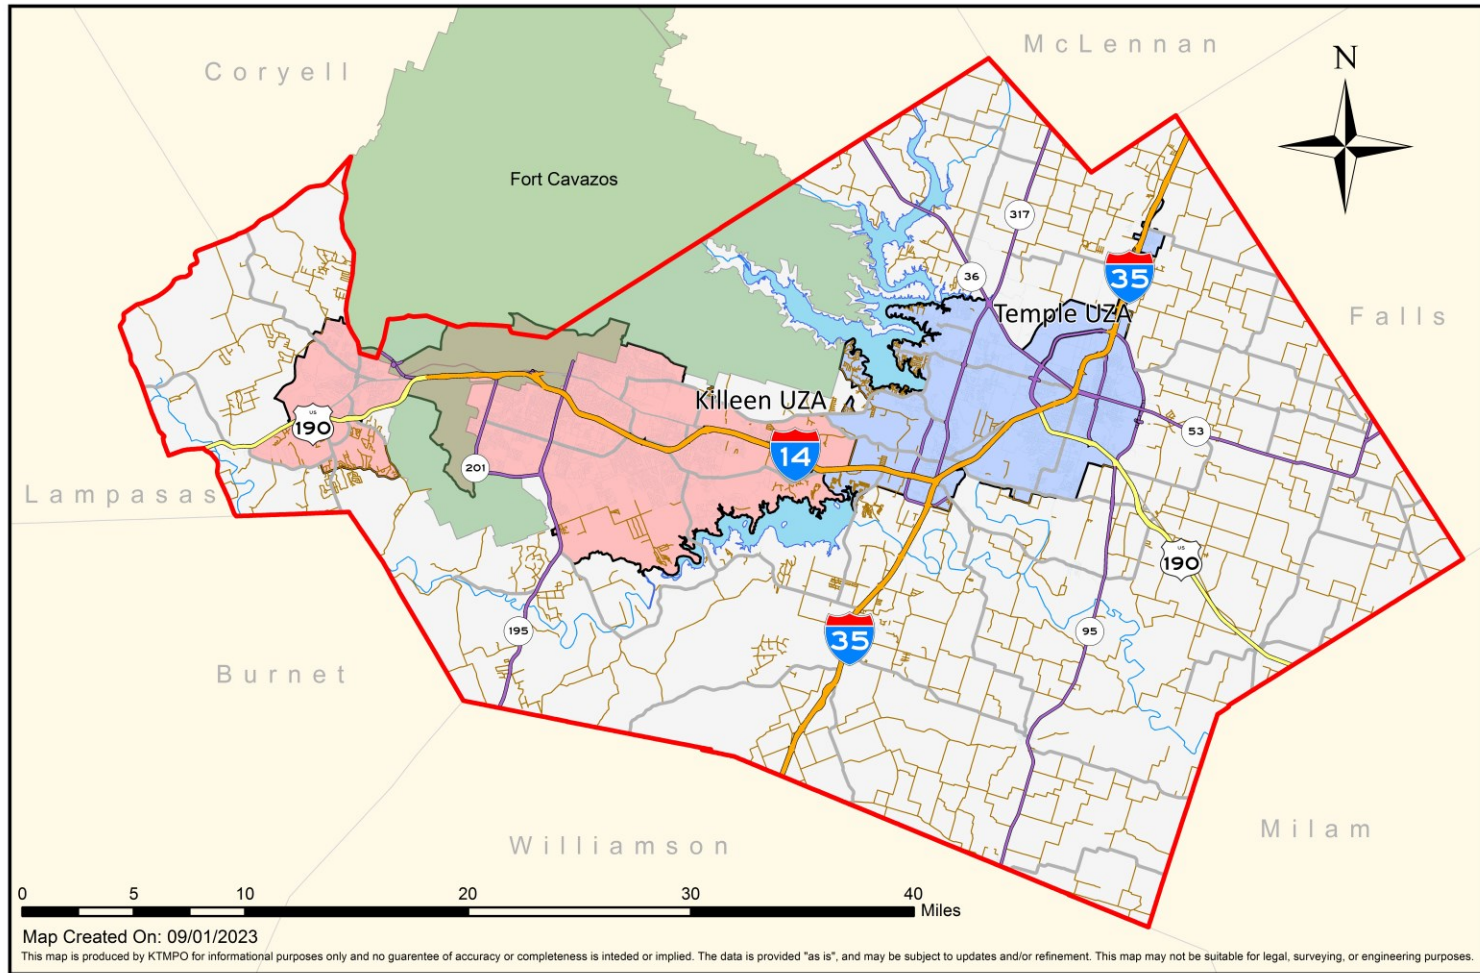 McLennan
N
Coryell
Fort Cavazos
317
36
35
Temple UZA
Falls
Killeen UZA
US
190
53
14
201
Lampasas
US
190
195
35
95
Burnet
Williamson
Milam
0 5 10 20 30 40
Miles
Map Created On: 09/01/2023
This map is produced by KTMPO for informational purposes only and no guarentee of accuracy or completeness is inteded or implied. The data is provided "as is", and may be subject to updates and/or refinement. This map may not be suitable for legal, surveying, or engineering purposes.